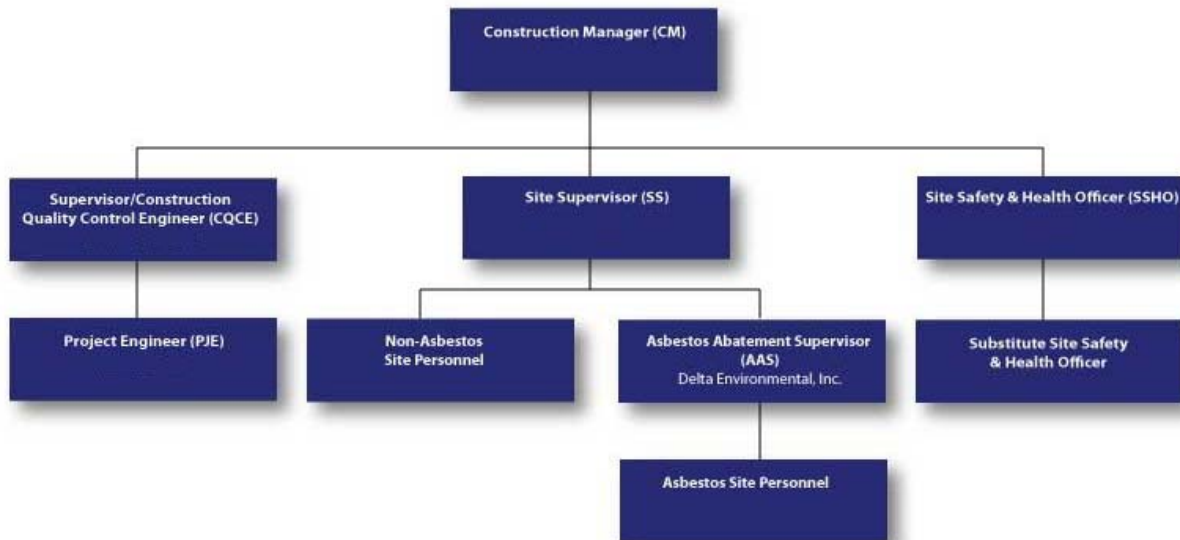 Construction Manager (CM)
Supervisor/Construction
Quality Control Engineer (CQCE)
Site Supervisor (SS)
Site Safety & Health Officer (SSHO)
Project Engineer (PJE)
Non-Asbestos
Site Personnel
Asbestos Abatement Supervisor
(AAS)
Delta Environmental, Inc.
Substitute Site Safety
& Health Officer
Asbestos Site Personnel